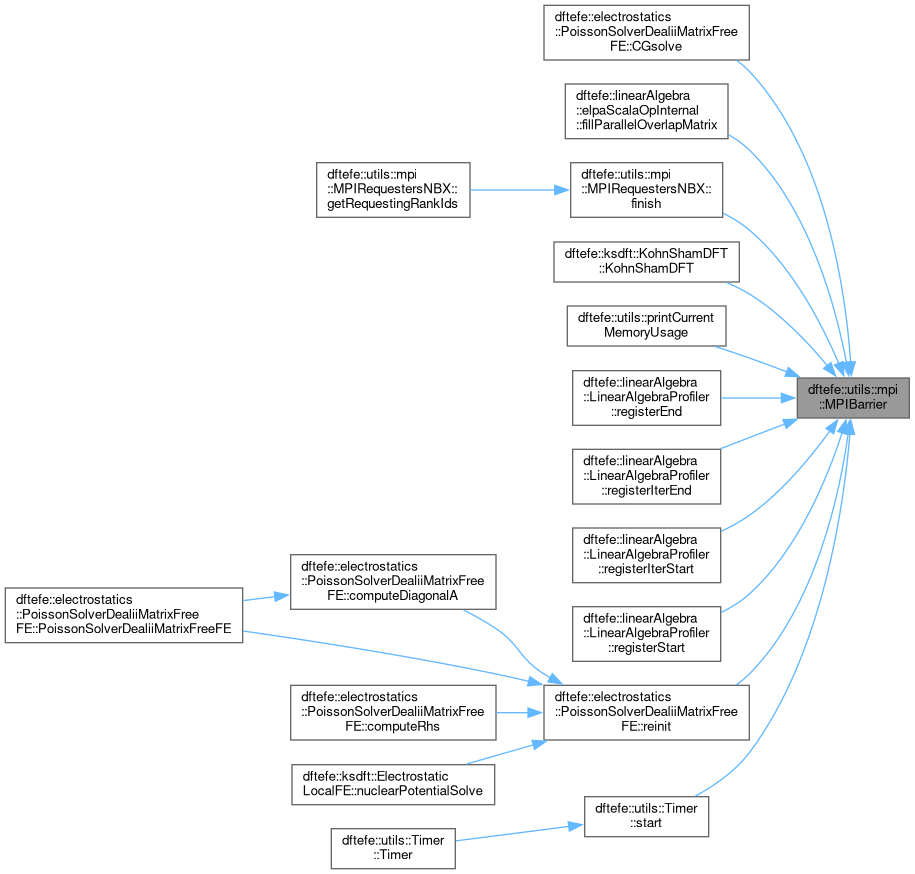 dftefe::electrostatics
::PoissonSolverDealiiMatrixFree
FE::CGsolve
dftefe::linearAlgebra
::elpaScalaOpInternal
::fillParallelOverlapMatrix
dftefe::utils::mpi
::MPIRequestersNBX::
getRequestingRankIds
dftefe::utils::mpi
::MPIRequestersNBX::
finish
dftefe::ksdft::KohnShamDFT
::KohnShamDFT
dftefe::utils::printCurrent
MemoryUsage
dftefe::linearAlgebra
::LinearAlgebraProfiler
::registerEnd
dftefe::utils::mpi
::MPIBarrier
dftefe::linearAlgebra
::LinearAlgebraProfiler
::registerIterEnd
dftefe::linearAlgebra
::LinearAlgebraProfiler
::registerIterStart
dftefe::linearAlgebra
::LinearAlgebraProfiler
::registerStart
dftefe::electrostatics
::PoissonSolverDealiiMatrixFree
FE::computeDiagonalA
dftefe::electrostatics
::PoissonSolverDealiiMatrixFree
FE::PoissonSolverDealiiMatrixFreeFE
dftefe::electrostatics
::PoissonSolverDealiiMatrixFree
FE::computeRhs
dftefe::electrostatics
::PoissonSolverDealiiMatrixFree
FE::reinit
dftefe::ksdft::Electrostatic
LocalFE::nuclearPotentialSolve
dftefe::utils::Timer
::start
dftefe::utils::Timer
::Timer